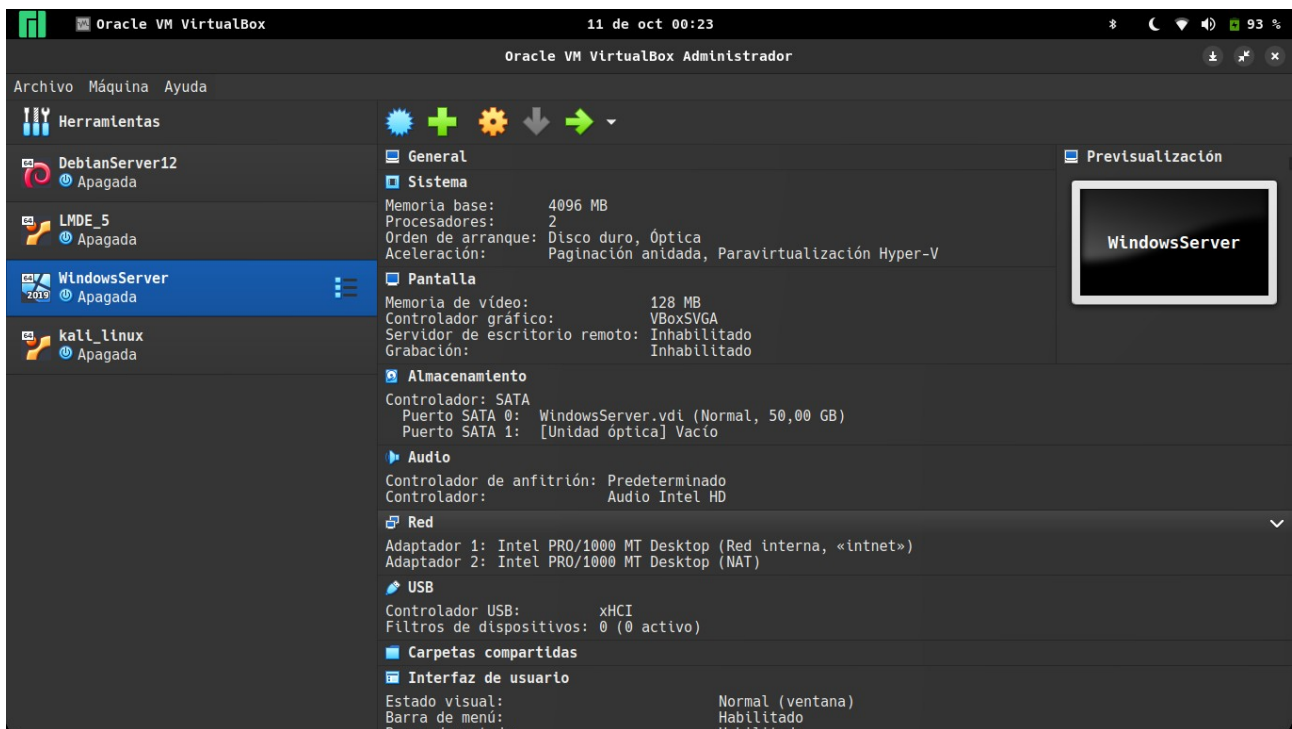 Oracle VM VirtualBox 11 de oct 00:23 93 %
Oracle VM VirtualBox Administrador
Archivo Máquina Ayuda
Herramientas
64 DebianServer12
Apagada
64 LMDE_5
Apagada
64 2019 WindowsServer
Apagada
64 kali_linux
Apagada
General
Sistema
Memoria base: 4096 MB
Procesadores: 2
Orden de arranque: Disco duro, Óptica
Aceleración: Paginación anidada, Paravirtualización Hyper-V
Pantalla
Memoria de vídeo: 128 MB
Controlador gráfico: VBoxSVGA
Servidor de escritorio remoto: Inhabilitado
Grabación: Inhabilitado
Previsualización
WindowsServer
Almacenamiento
Controlador: SATA
Puerto SATA 0: WindowsServer.vdi (Normal, 50,00 GB)
Puerto SATA 1: [Unidad óptica] Vacío
Audio
Controlador de anfitrión: Predeterminado
Controlador: Audio Intel HD
Red
Adaptador 1: Intel PRO/1000 MT Desktop (Red interna, «intnet»)
Adaptador 2: Intel PRO/1000 MT Desktop (NAT)
USB
Controlador USB: xHCI
Filtros de dispositivos: 0 (0 activo)
Carpetas compartidas
Interfaz de usuario
Estado visual: Normal (ventana)
Barra de menú: Habilitado